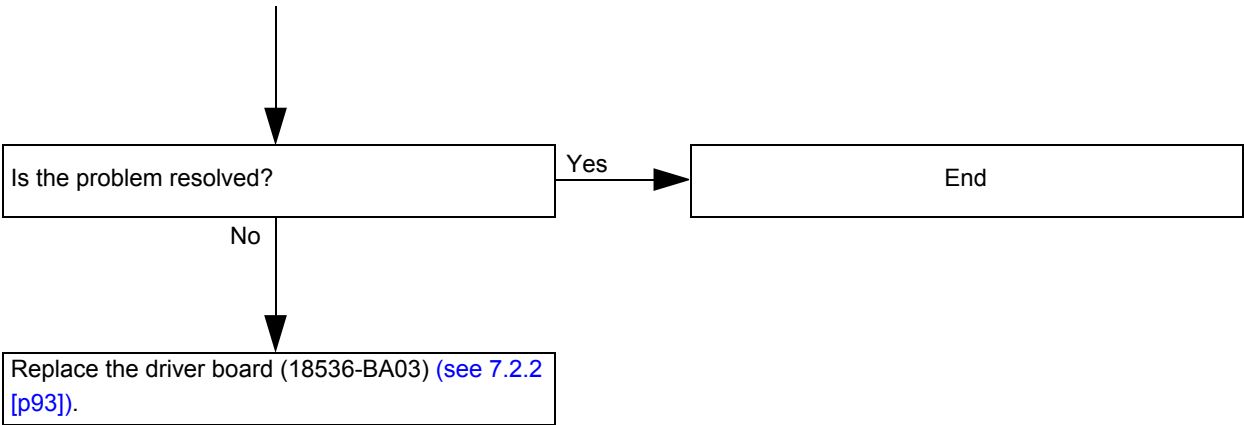 Is the problem resolved?
Yes
End
No
Replace the driver board (18536-BA03) (see 7.2.2
[p93]).